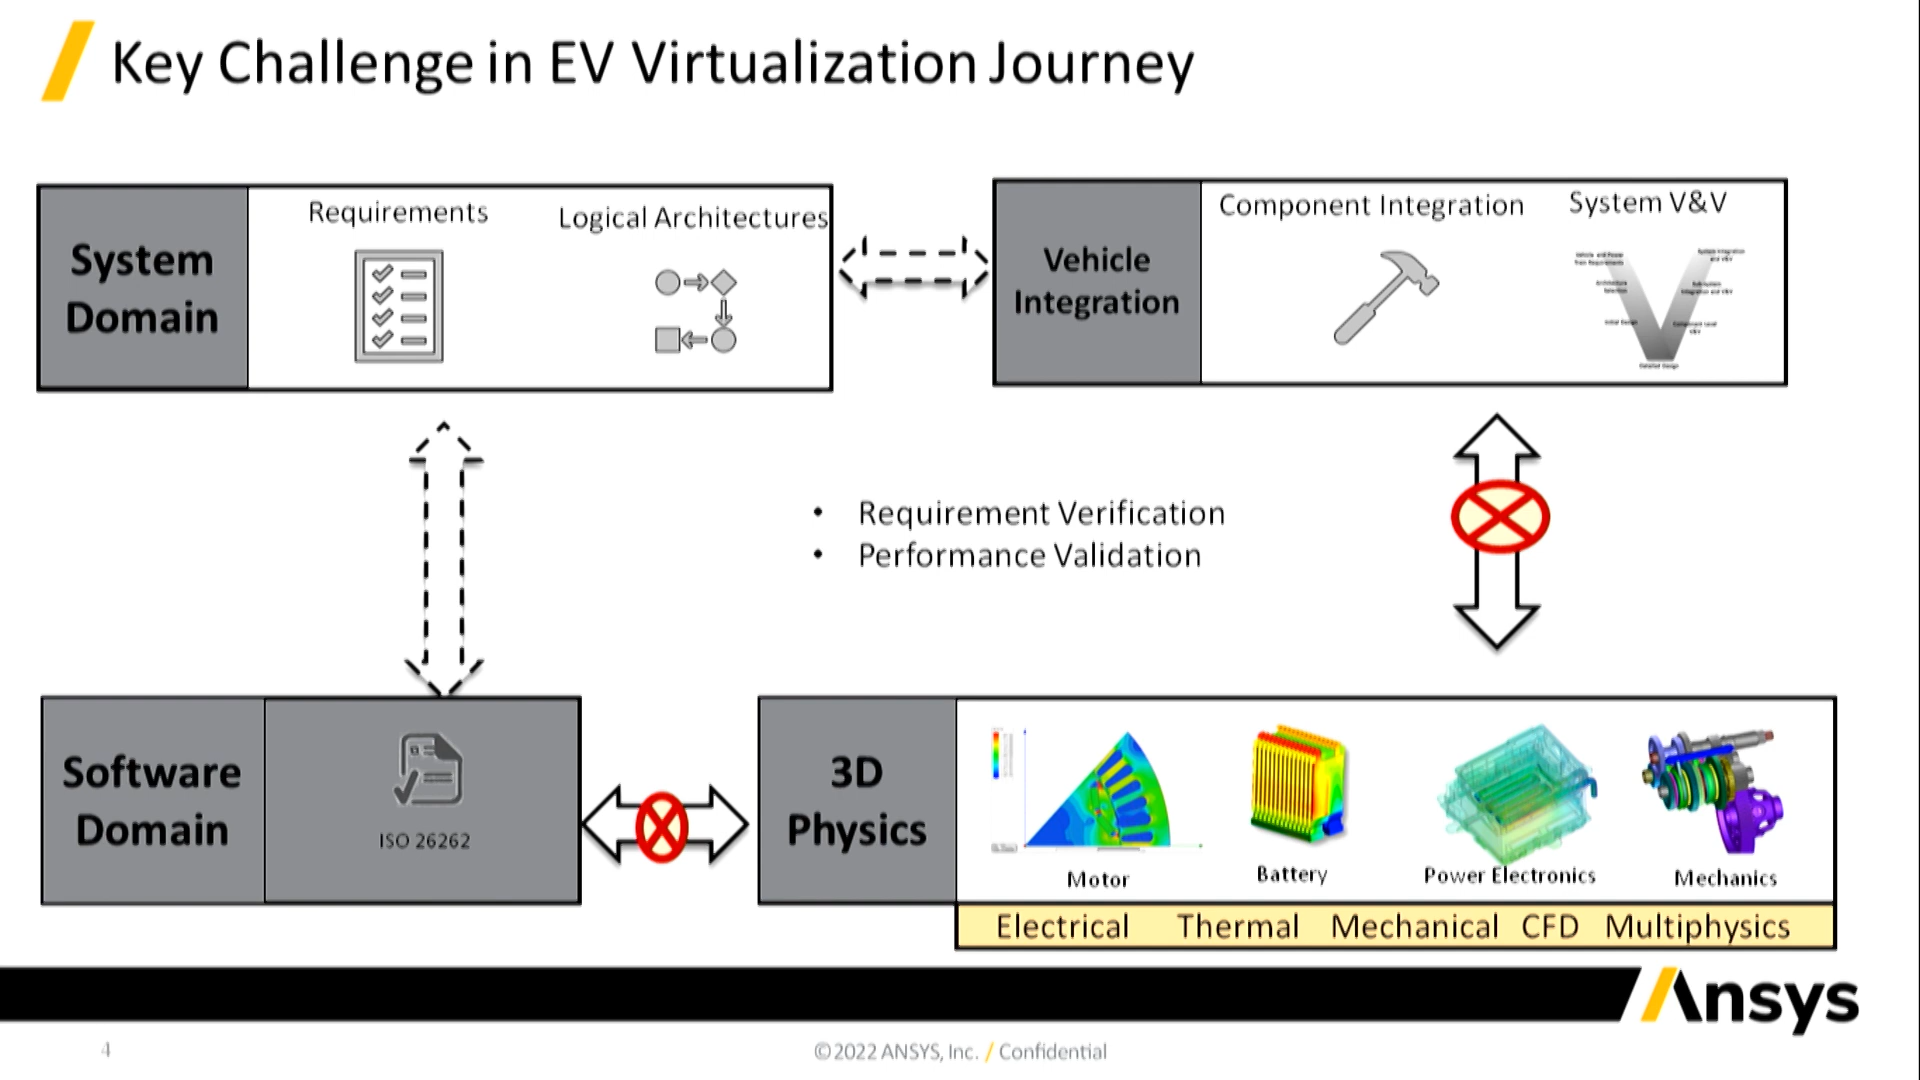 Key Challenge in EV Virtualization Journey
System
Domain
Requirements
Logical Architectures
Vehicle
Integration
Component Integration
System V&V
Detailed Design
• Requirement Verification
• Performance Validation
Software
Domain
ISO 26262
3D
Physics
Motor
Battery
Power Electronics
Mechanics
Electrical Thermal Mechanical CFD Multiphysics
Ansys
4
©2022 ANSYS, Inc. / Confidential